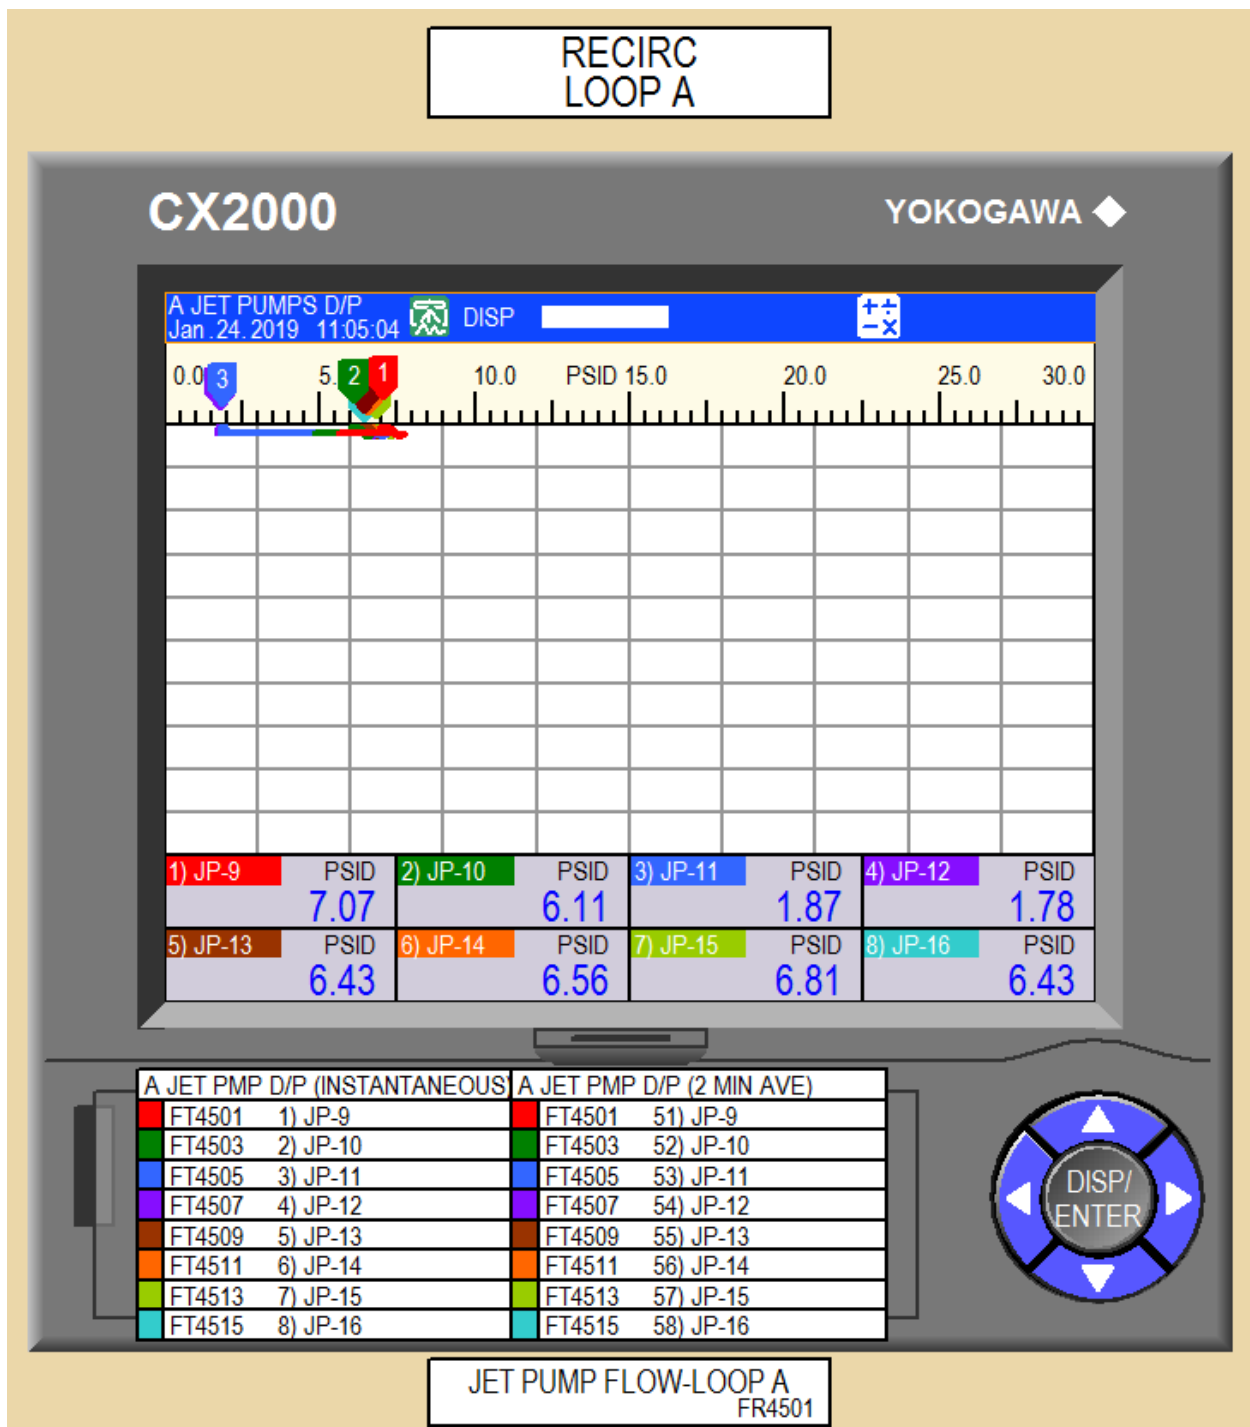 RECIRC
LOOP A
CX2000
YOKOGAWA
A JET PUMPS D/P
Jan.24.2019 11:05:04
DISP
0.0 5. 10.0 PSID 15.0 20.0 25.0 30.0
3 2 1
1) JP-9 PSID 2) JP-10 PSID 3) JP-11 PSID 4) JP-12 PSID
7.07 6.11 1.87 1.78
5) JP-13 PSID 6) JP-14 PSID 7) JP-15 PSID 8) JP-16 PSID
6.43 6.56 6.81 6.43
A JET PMP D/P (INSTANTANEOUS) A JET PMP D/P (2 MIN AVE)
FT4501 1) JP-9 FT4501 51) JP-9
FT4503 2) JP-10 FT4503 52) JP-10
FT4505 3) JP-11 FT4505 53) JP-11
FT4507 4) JP-12 FT4507 54) JP-12
FT4509 5) JP-13 FT4509 55) JP-13
FT4511 6) JP-14 FT4511 56) JP-14
FT4513 7) JP-15 FT4513 57) JP-15
FT4515 8) JP-16 FT4515 58) JP-16
DISP/
ENTER
JET PUMP FLOW-LOOP A
FR4501